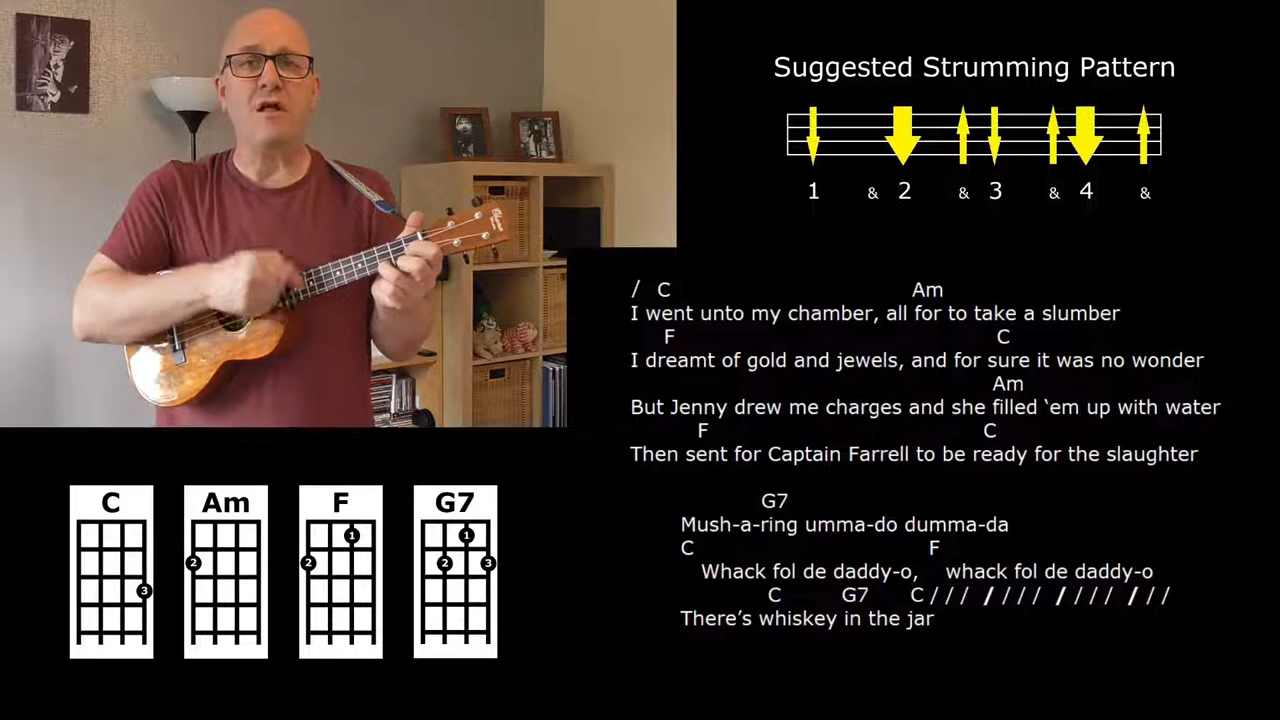 Suggested Strumming Pattern
1 & 2 & 3 & 4 &
/ C Am
I went unto my chamber, all for to take a slumber
F C
I dreamt of gold and jewels, and for sure it was no wonder
Am
But Jenny drew me charges and she filled ‘em up with water
F C
Then sent for Captain Farrell to be ready for the slaughter
G7
Mush-a-ring umma-do dumma-da
C F
Whack fol de daddy-o, whack fol de daddy-o
C G7 C / / / / / / / / / / / / / /
There’s whiskey in the jar
C Am F G7
1 1
2 2 2 3
3